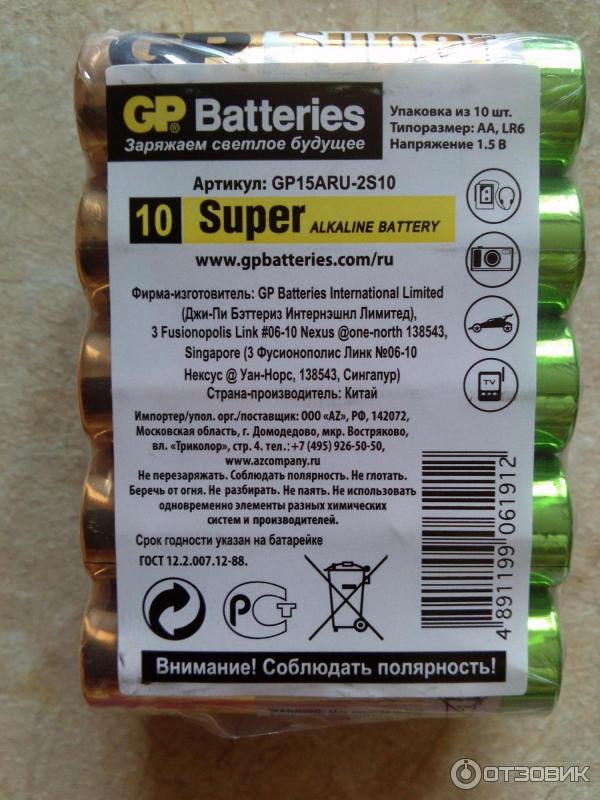 GP Super
GP Batteries
Заряжаем светлое будущее
Упаковка из 10 шт.
Типоразмер: AA, LR6
Напряжение 1.5 В
Артикул: GP15ARU-2S10
10 Super ALKALINE BATTERY
www.gpbatteries.com/ru
TV
Фирма-изготовитель: GP Batteries International Limited
(Джи-Пи Бэттериз Интернэшнл Лимитед),
3 Fusionopolis Link #06-10 Nexus @one-north 138543,
Singapore (3 Фусионополис Линк №06-10
Нексус @ Уан-Норс, 138543, Сингапур)
Страна-производитель: Китай
Импортер/упол. орг./поставщик: ООО «AZ», РФ, 142072,
Московская область, г. Домодедово, мкр. Востряково,
вл. «Триколор», стр. 4. тел.:+7 (495) 926-50-50,
www.azcompany.ru
Не перезаряжать. Соблюдать полярность. Не глотать.
Беречь от огня. Не разбирать. Не паять. Не использовать
одновременно элементы разных химических
систем и производителей.
Срок годности указан на батарейке
ГОСТ 12.2.007.12-88.
4 891199 061912
РСТ
Внимание! Соблюдать полярность!
WARNING:
ОТЗОВИК